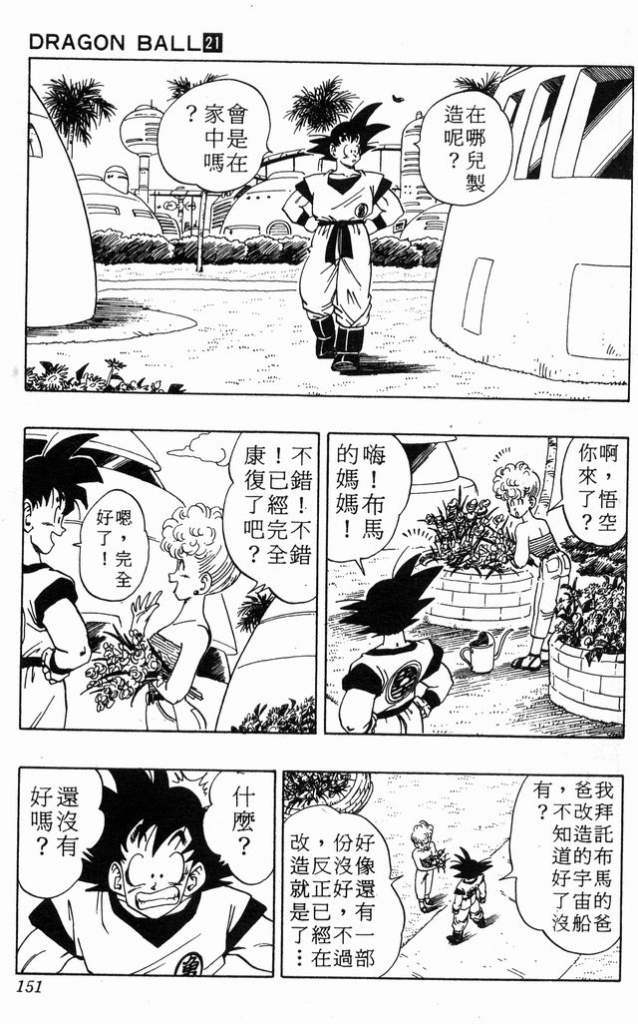 DRAGON BALL 21
在哪兒製
造呢?
會是在
家中嗎
?
啊,悟空
你來了?
嗨!布馬
的媽媽!
不錯!不錯
!已經完全
康復了吧?
嗯,完全
好了!
我拜託布馬的爸
爸改造的宇宙船
,不知道好了沒
有?
好像還有一部
份沒好,不過
,反正已經在
改造就是了…
什麼?
還沒有
好嗎?
151